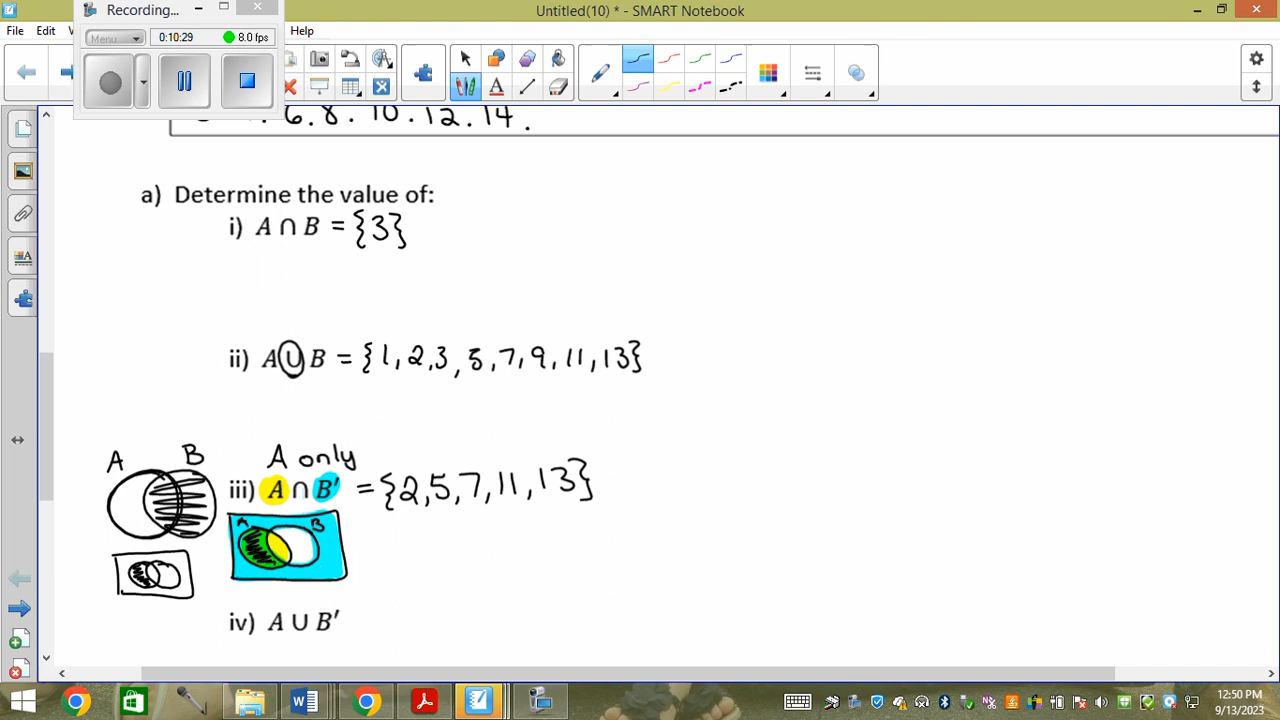 Recording...
Untitled(10) * - SMART Notebook
File
Edit
Help
Menu
0:10:29
8.0 fps
6. 8. 10. 12. 14.
a) Determine the value of:
i) A ∩ B = {3}
ii) A ∪ B = {1, 2, 3, 5, 7, 9, 11, 13}
A
B
A only
iii) A ∩ B′ = {2, 5, 7, 11, 13}
A
B
iv) A ∪ B′
12:50 PM
9/13/2023